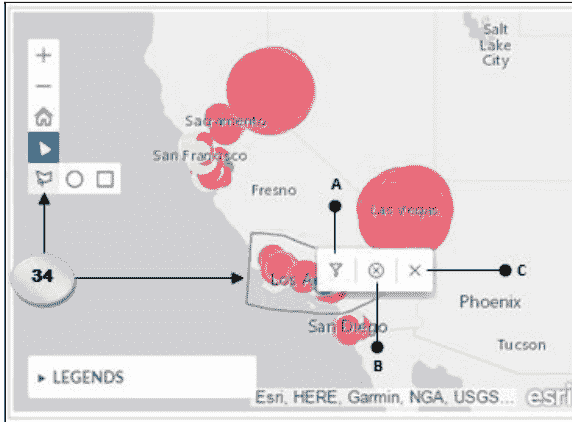 Salt
Lake
City
Sacramento
San Francisco
Fresno
A
Las Vegas
34
Los An
C
Phoenix
San Diego
B
Tucson
LEGENDS
Esri, HERE, Garmin, NGA, USGS... esri